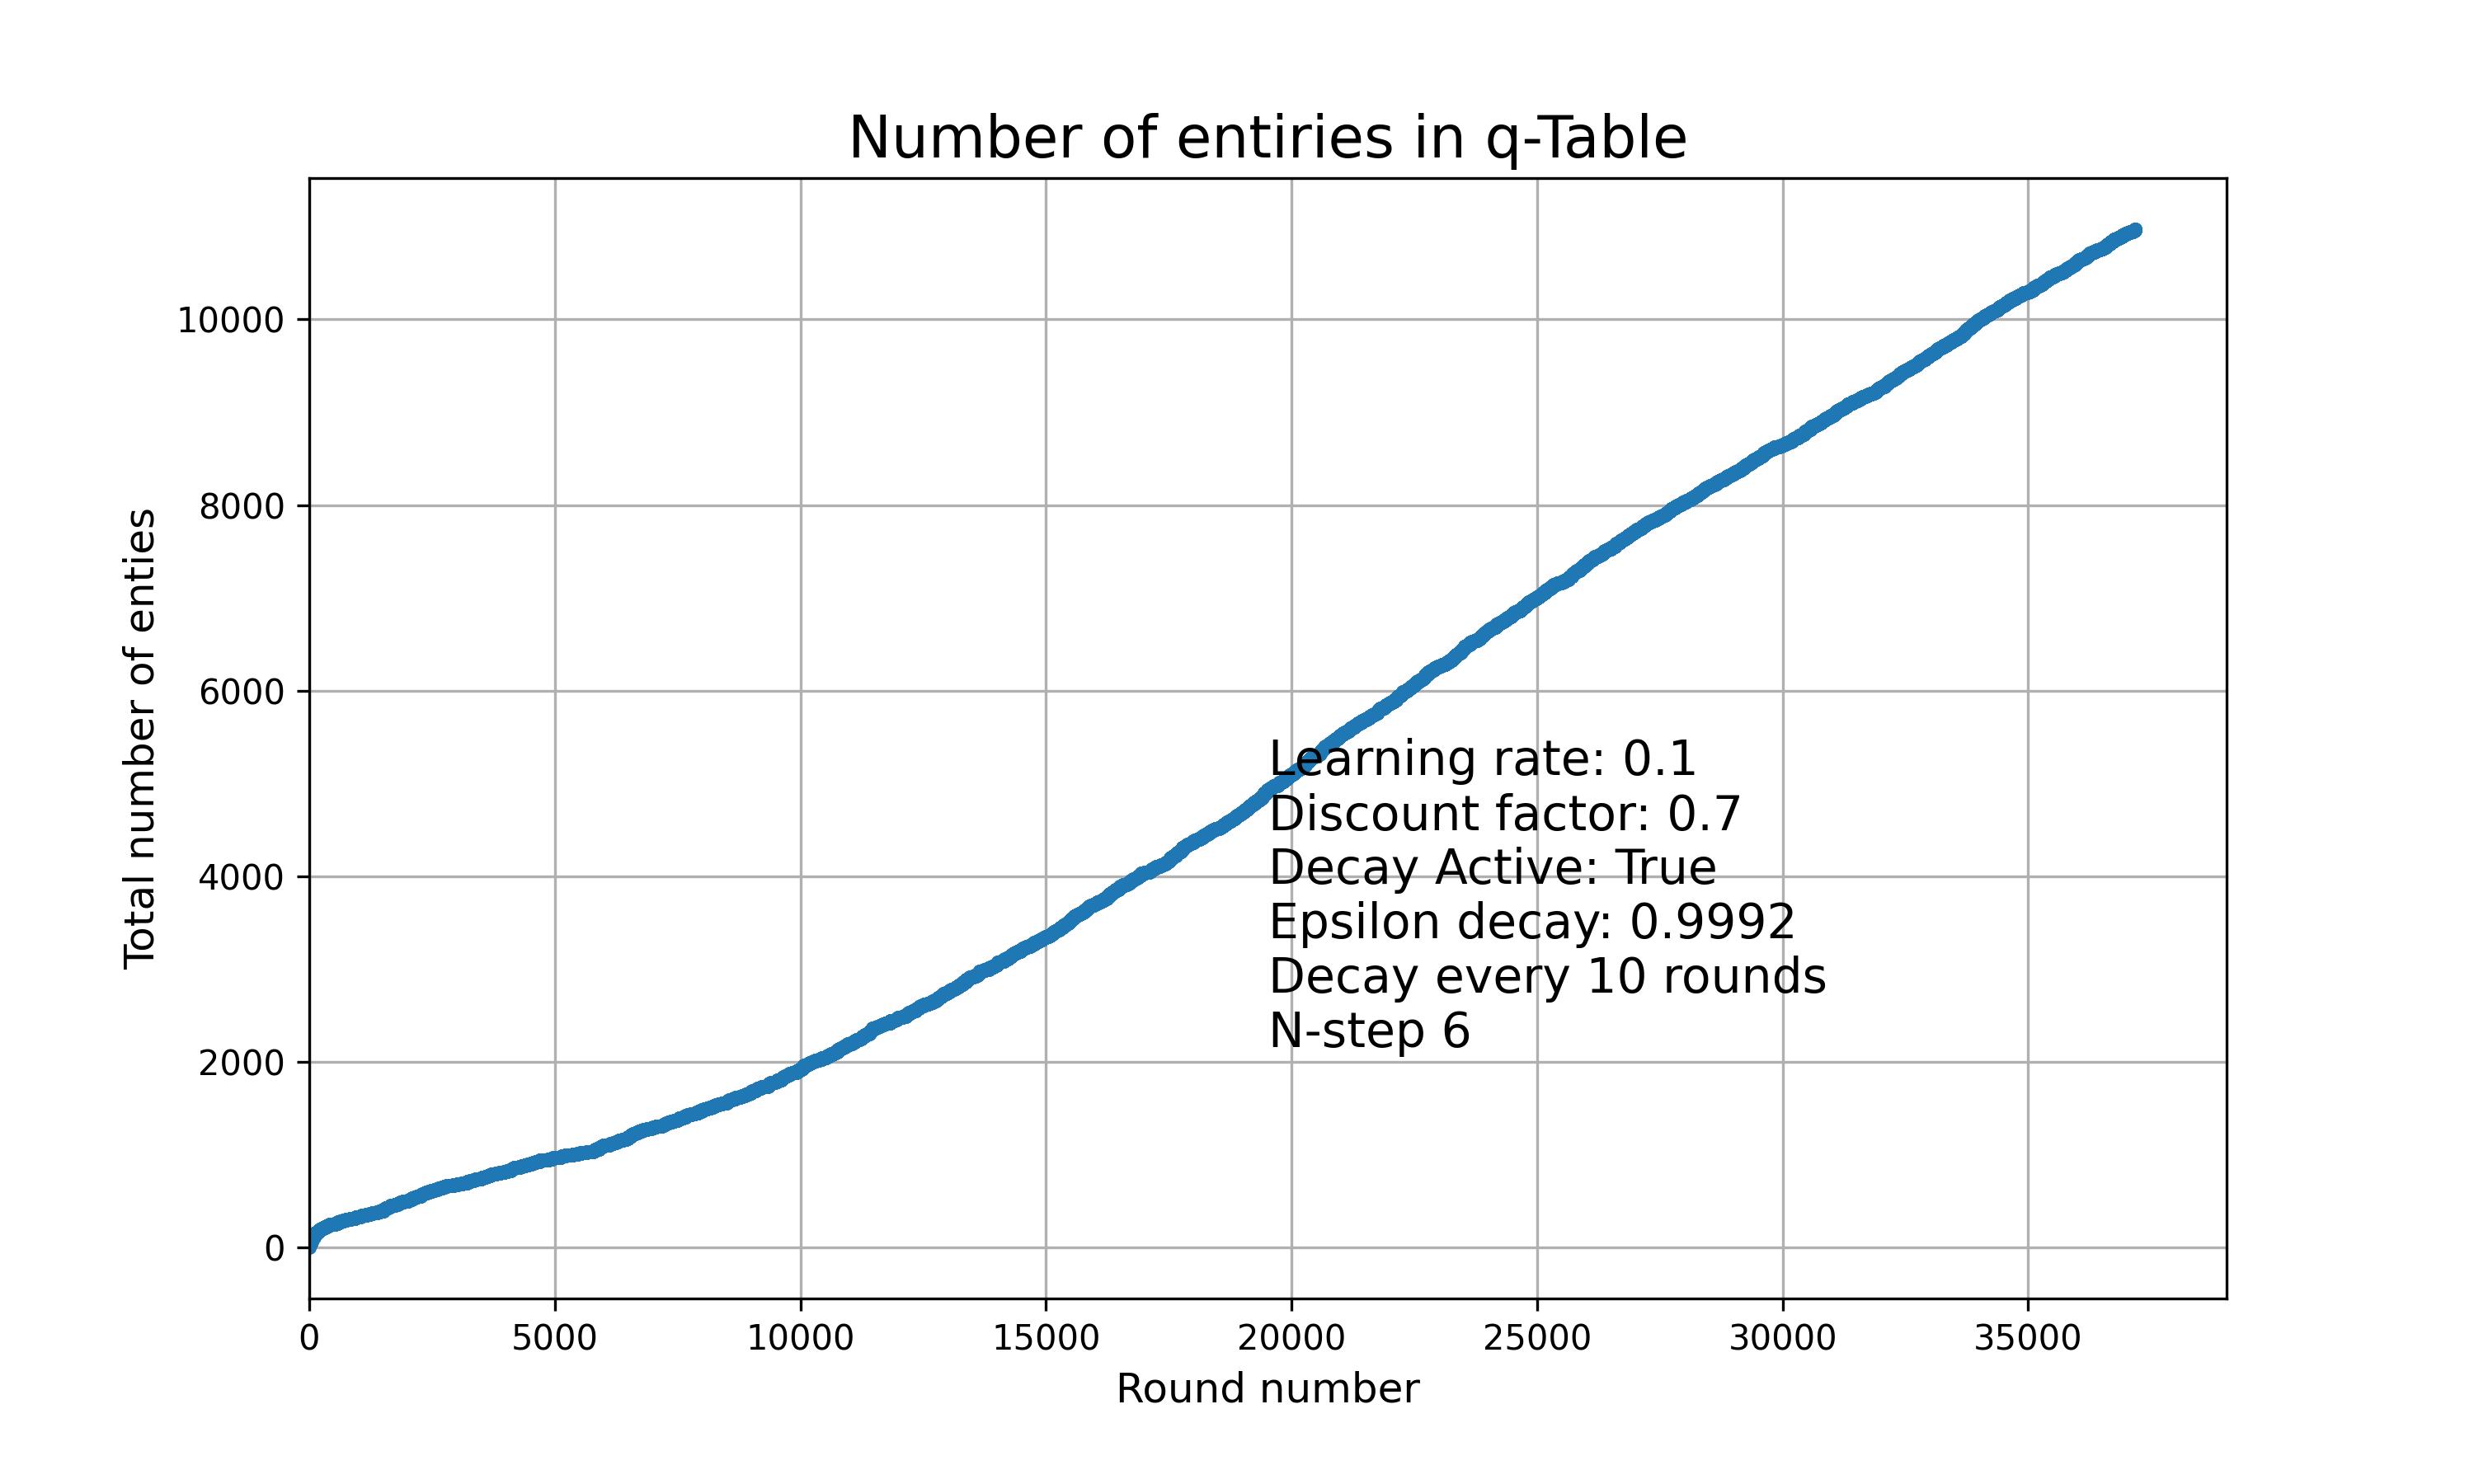 Number of entiries in q-Table
Total number of enties
10000
8000
6000
4000
2000
0
Learning rate: 0.1
Discount factor: 0.7
Decay Active: True
Epsilon decay: 0.9992
Decay every 10 rounds
N-step 6
0 5000 10000 15000 20000 25000 30000 35000
Round number